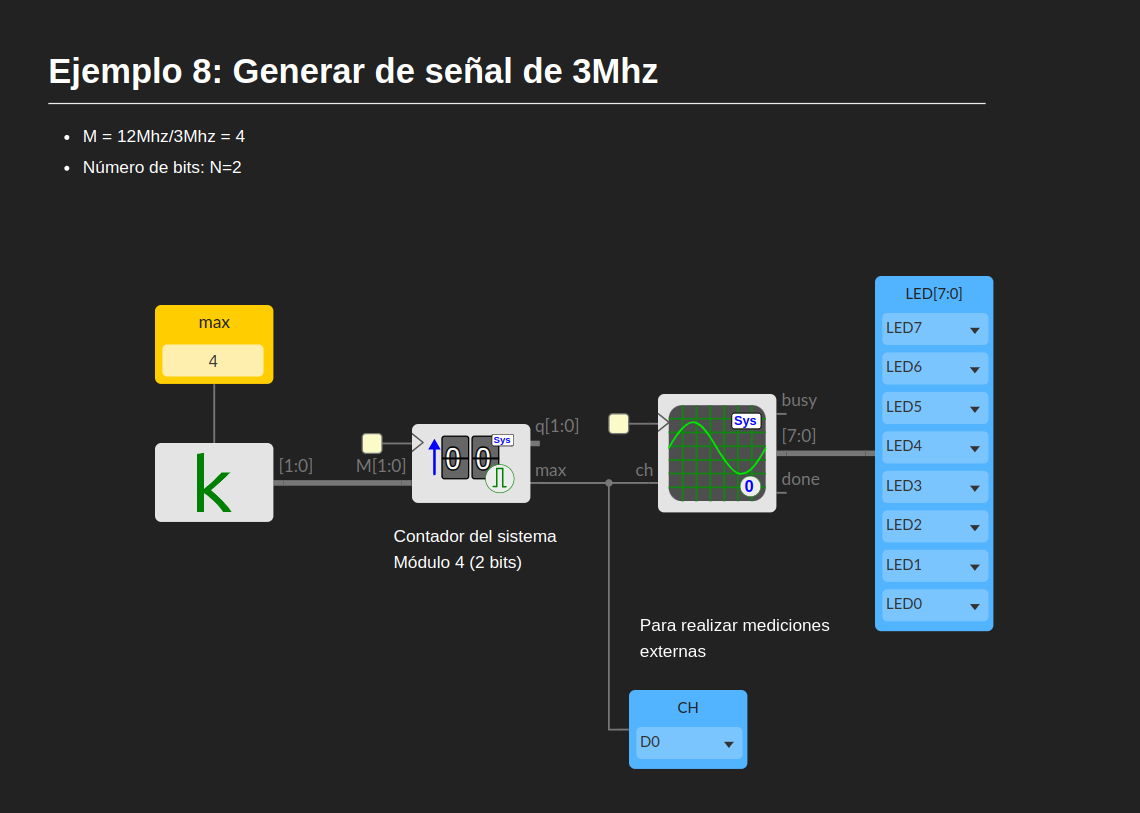 Ejemplo 8: Generar de señal de 3Mhz
M = 12Mhz/3Mhz = 4
Número de bits: N=2
max
4
k
[1:0]
M[1:0]
0 0
Sys
q[1:0]
max
Contador del sistema
Módulo 4 (2 bits)
ch
Sys
0
busy
[7:0]
done
LED[7:0]
LED7
LED6
LED5
LED4
LED3
LED2
LED1
LED0
Para realizar mediciones
externas
CH
D0